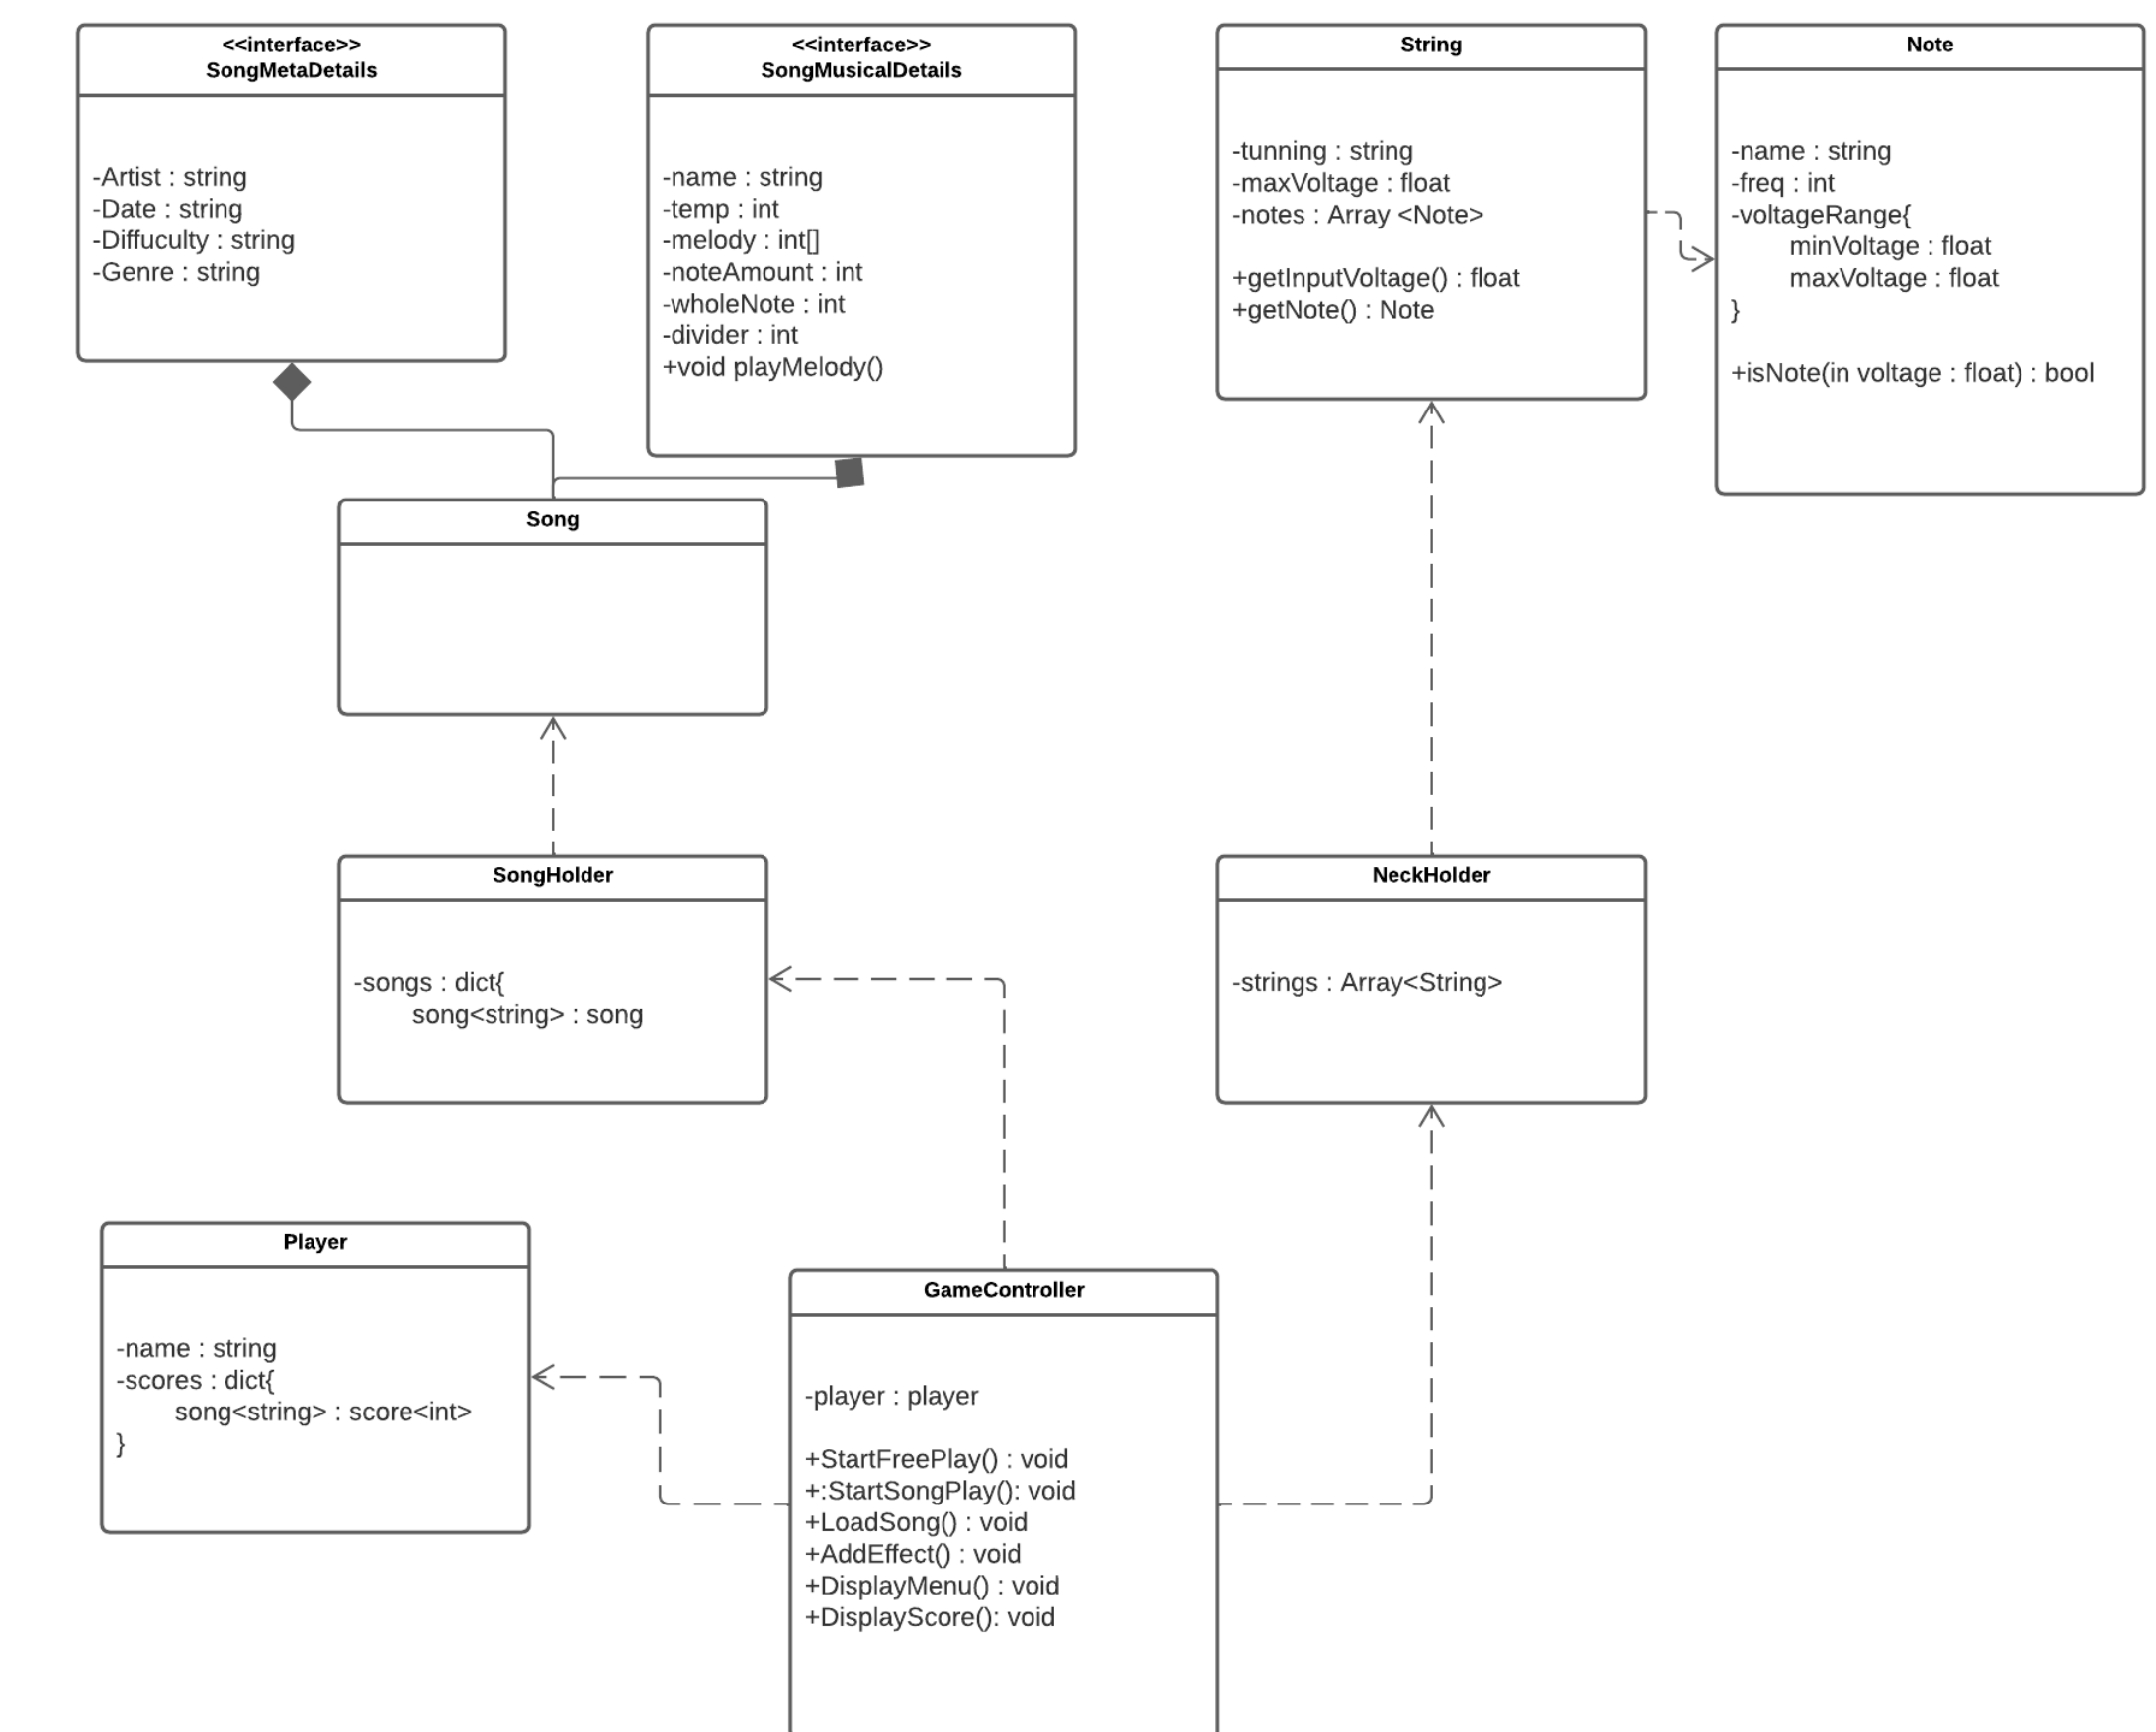 <<interface>>
SongMetaDetails
-Artist : string
-Date : string
-Diffuculty : string
-Genre : string
<<interface>>
SongMusicalDetails
-name : string
-temp : int
-melody : int[]
-noteAmount : int
-wholeNote : int
-divider : int
+void playMelody()
String
-tunning : string
-maxVoltage : float
-notes : Array <Note>
+getInputVoltage() : float
+getNote() : Note
Note
-name : string
-freq : int
-voltageRange{
minVoltage : float
maxVoltage : float
}
+isNote(in voltage : float) : bool
Song
SongHolder
-songs : dict{
song<string> : song
NeckHolder
-strings : Array<String>
Player
-name : string
-scores : dict{
song<string> : score<int>
}
GameController
-player : player
+StartFreePlay() : void
+:StartSongPlay(): void
+LoadSong() : void
+AddEffect() : void
+DisplayMenu() : void
+DisplayScore(): void